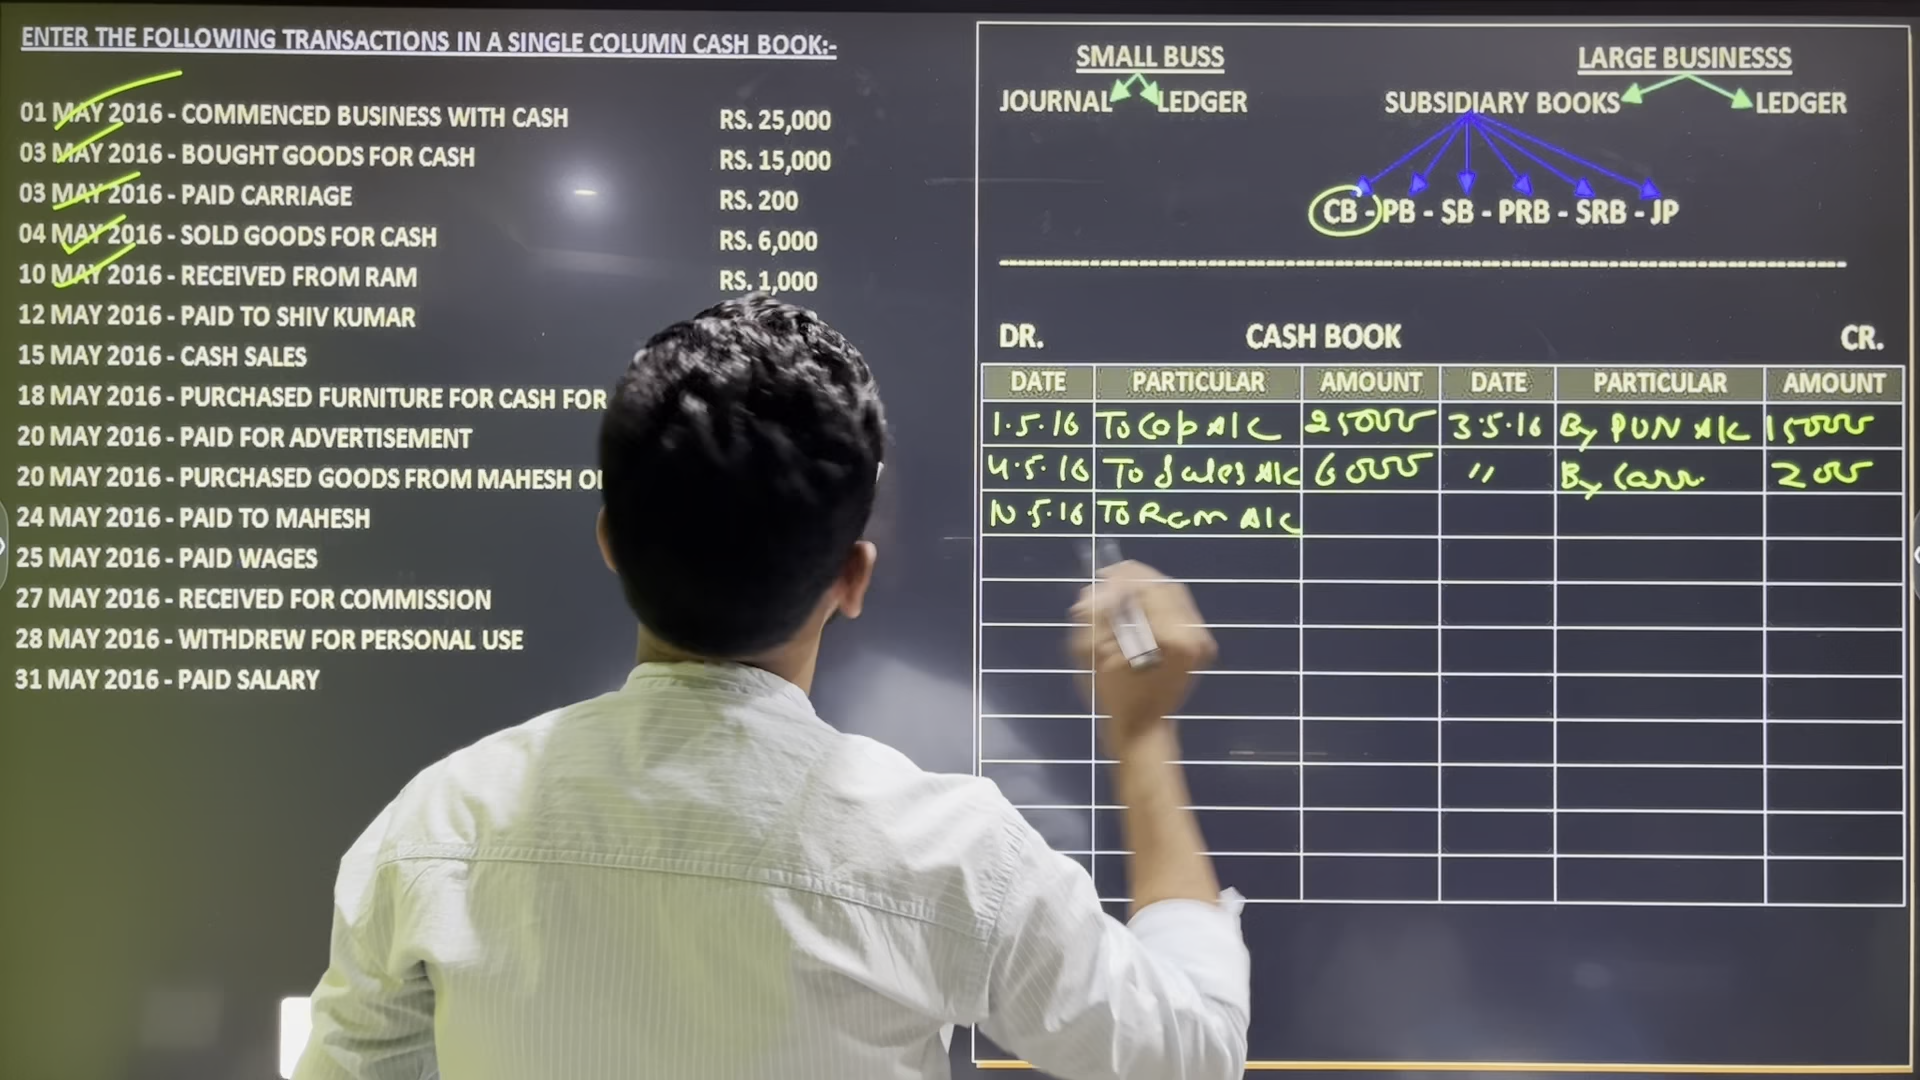 ENTER THE FOLLOWING TRANSACTIONS IN A SINGLE COLUMN CASH BOOK:-
01 MAY 2016 - COMMENCED BUSINESS WITH CASH RS. 25,000
03 MAY 2016 - BOUGHT GOODS FOR CASH RS. 15,000
03 MAY 2016 - PAID CARRIAGE RS. 200
04 MAY 2016 - SOLD GOODS FOR CASH RS. 6,000
10 MAY 2016 - RECEIVED FROM RAM RS. 1,000
12 MAY 2016 - PAID TO SHIV KUMAR
15 MAY 2016 - CASH SALES
18 MAY 2016 - PURCHASED FURNITURE FOR CASH FOR
20 MAY 2016 - PAID FOR ADVERTISEMENT
20 MAY 2016 - PURCHASED GOODS FROM MAHESH
24 MAY 2016 - PAID TO MAHESH
25 MAY 2016 - PAID WAGES
27 MAY 2016 - RECEIVED FOR COMMISSION
28 MAY 2016 - WITHDREW FOR PERSONAL USE
31 MAY 2016 - PAID SALARY
SMALL BUSS LARGE BUSINESSS
JOURNAL LEDGER SUBSIDIARY BOOKS LEDGER
CB - PB - SB - PRB - SRB - JP
DR. CASH BOOK CR.
DATE PARTICULAR AMOUNT DATE PARTICULAR AMOUNT
1.5.16 To Cap A/c 25000 3.5.16 By PUN A/c 15000
4.5.16 To Sales A/c 6000 " By Carr. 200
10.5.16 To Ram A/c